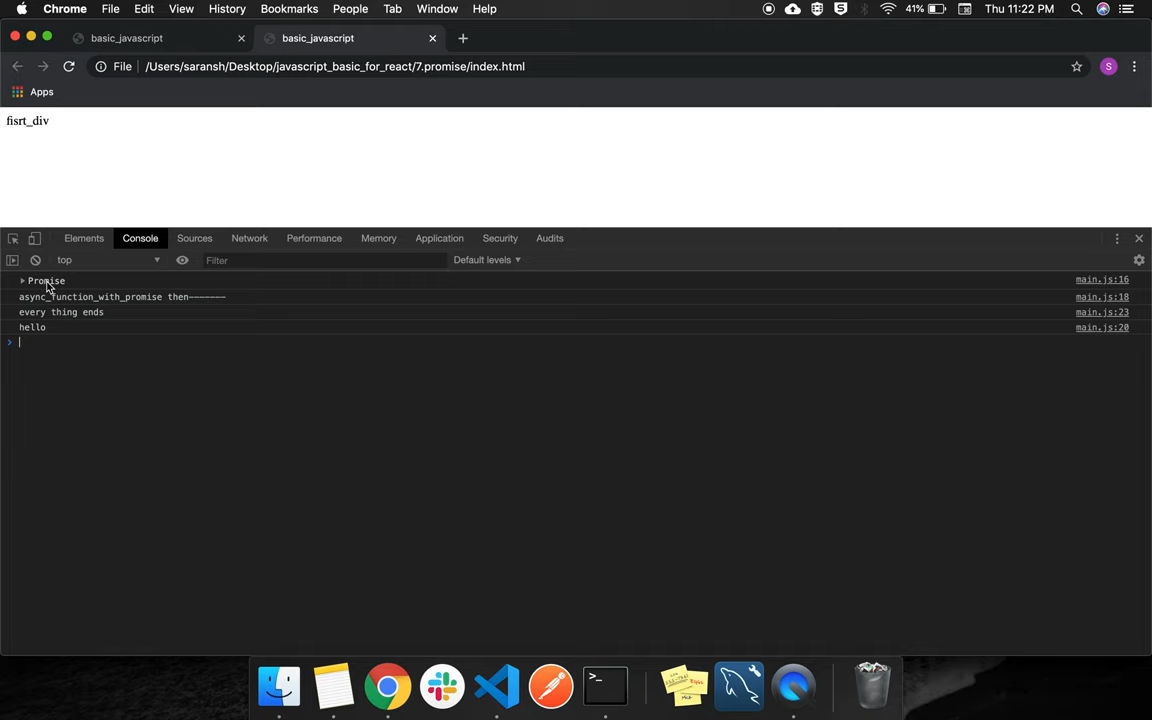 Chrome File Edit View History Bookmarks People Tab Window Help 41% Thu 11:22 PM
basic_javascript basic_javascript
File /Users/saransh/Desktop/javascript_basic_for_react/7.promise/index.html S
Apps
fisrt_div
Elements Console Sources Network Performance Memory Application Security Audits
top Filter Default levels
Promise main.js:16
async_function_with_promise then------- main.js:18
every thing ends main.js:23
hello main.js:20